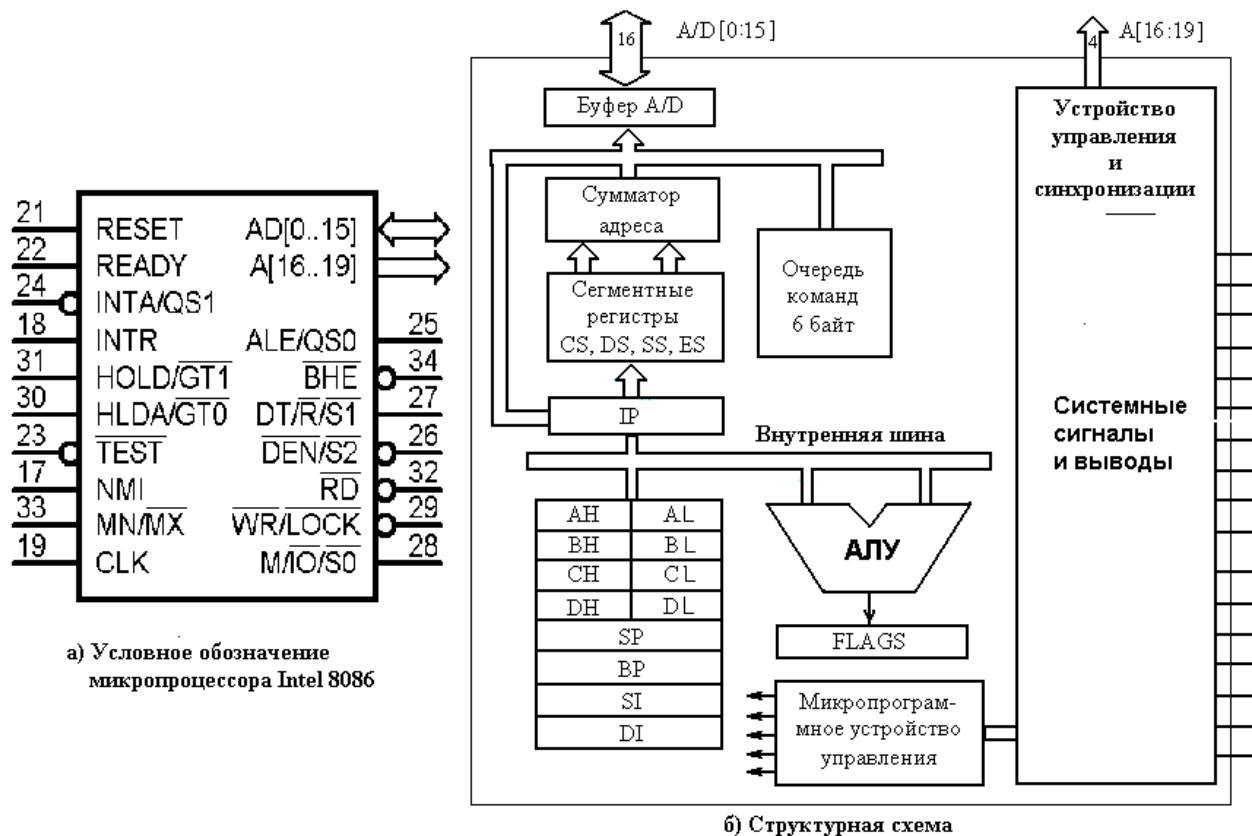 21
22
24
18
31
30
23
17
33
19
RESET AD[0..15]
READY A[16..19]
INTA/QS1
INTR ALE/QS0
HOLD/GT1 BHE
HLDA/GT0 DT/R/S1
TEST DEN/S2
NMI RD
MN/MX WR/LOCK
CLK M/IO/S0
25
34
27
26
32
29
28
а) Условное обозначение
микропроцессора Intel 8086
16 A/D[0:15]
4 A[16:19]
Буфер A/D
Сумматор
адреса
Сегментные
регистры
CS, DS, SS, ES
Очередь
команд
6 байт
IP
Внутренняя шина
AH AL
BH BL
CH CL
DH DL
SP
BP
SI
DI
АЛУ
FLAGS
Микропрограм-
мное устройство
управления
Устройство
управления
и
синхронизации
Системные
сигналы
и выводы
б) Структурная схема